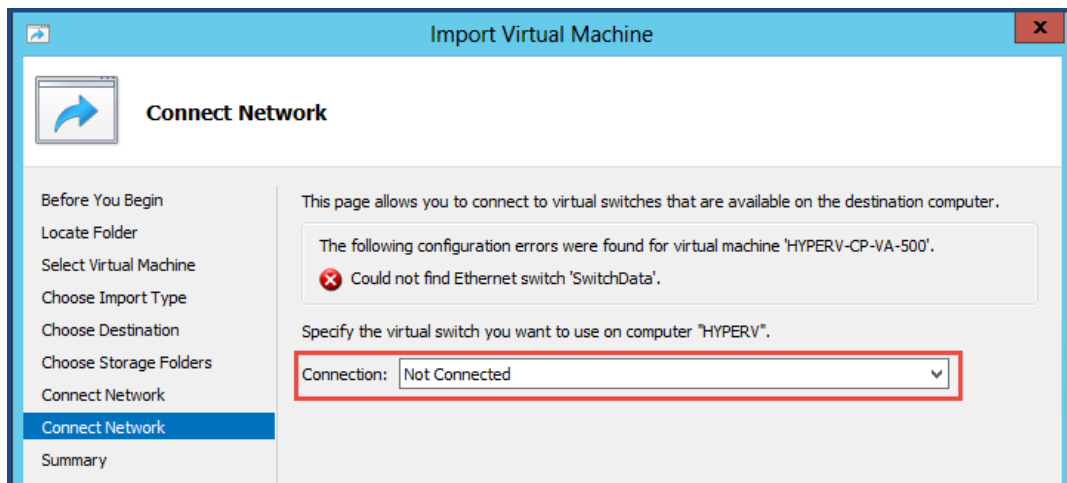 Import Virtual Machine
x
Connect Network
Before You Begin
Locate Folder
Select Virtual Machine
Choose Import Type
Choose Destination
Choose Storage Folders
Connect Network
Connect Network
Summary
This page allows you to connect to virtual switches that are available on the destination computer.
The following configuration errors were found for virtual machine 'HYPERV-CP-VA-500'.
Could not find Ethernet switch 'SwitchData'.
Specify the virtual switch you want to use on computer "HYPERV".
Connection: Not Connected